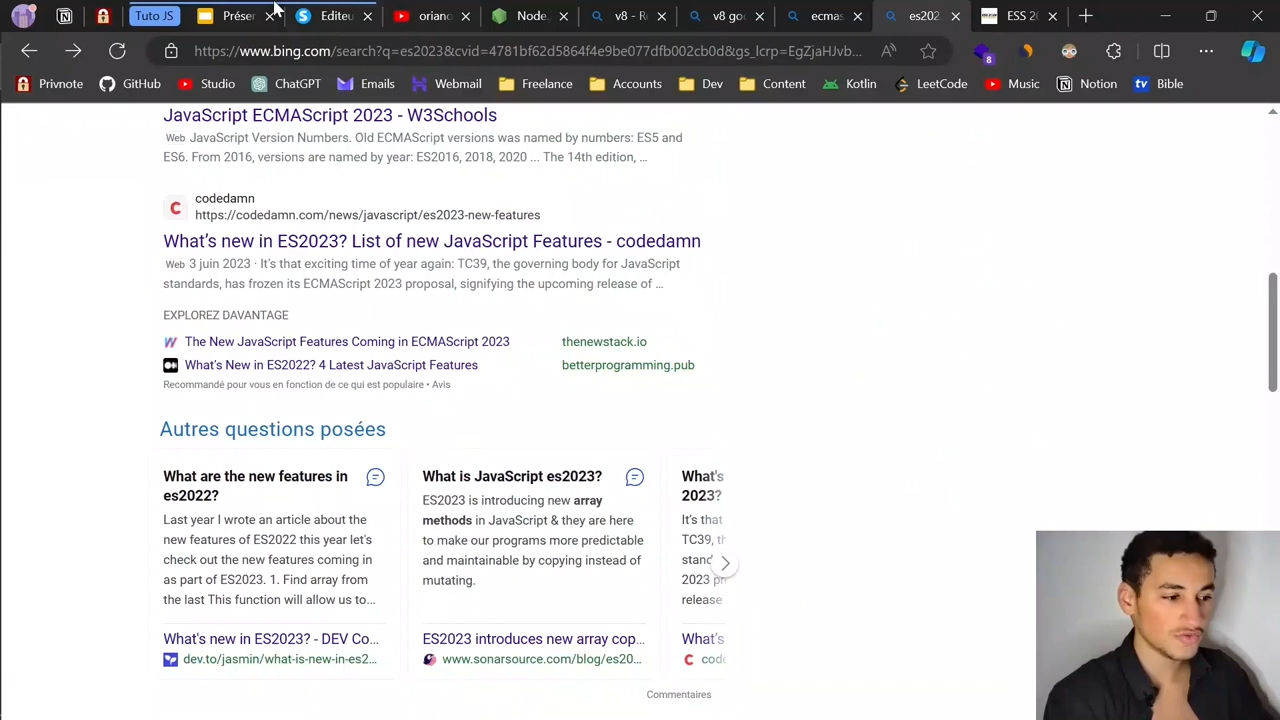 Tuto JS
Prése
Editeu
oriano
Node.
v8 - Re
v8 goo
ecmas
es202
ESS 20
https://www.bing.com/search?q=es2023&cvid=4781bf62d5864f4e9be077dfb002cb0d&gs_lcrp=EgZjaHJvb...
8
Privnote
GitHub
Studio
ChatGPT
Emails
Webmail
Freelance
Accounts
Dev
Content
Kotlin
LeetCode
Music
Notion
tv Bible
JavaScript ECMAScript 2023 - W3Schools
Web JavaScript Version Numbers. Old ECMAScript versions was named by numbers: ES5 and
ES6. From 2016, versions are named by year: ES2016, 2018, 2020 ... The 14th edition, …
codedamn
https://codedamn.com/news/javascript/es2023-new-features
What’s new in ES2023? List of new JavaScript Features - codedamn
Web 3 juin 2023 · It’s that exciting time of year again: TC39, the governing body for JavaScript
standards, has frozen its ECMAScript 2023 proposal, signifying the upcoming release of …
EXPLOREZ DAVANTAGE
The New JavaScript Features Coming in ECMAScript 2023 thenewstack.io
What's New in ES2022? 4 Latest JavaScript Features betterprogramming.pub
Recommandé pour vous en fonction de ce qui est populaire • Avis
Autres questions posées
What are the new features in
es2022?
Last year I wrote an article about the
new features of ES2022 this year let's
check out the new features coming in
as part of ES2023. 1. Find array from
the last This function will allow us to...
What's new in ES2023? - DEV Co...
dev.to/jasmin/what-is-new-in-es2...
What is JavaScript es2023?
ES2023 is introducing new array
methods in JavaScript & they are here
to make our programs more predictable
and maintainable by copying instead of
mutating.
ES2023 introduces new array cop...
www.sonarsource.com/blog/es20...
What's
2023?
It’s that
TC39, th
stand
2023 pr
release
What’s
code
Commentaires